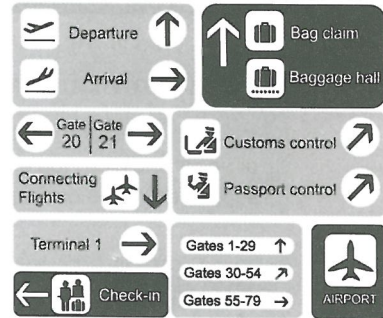 Departure
Arrival
Bag claim
Baggage hall
Gate 20
Gate 21
Customs control
Passport control
Connecting
Flights
Terminal 1
Check-in
Gates 1-29
Gates 30-54
Gates 55-79
AIRPORT